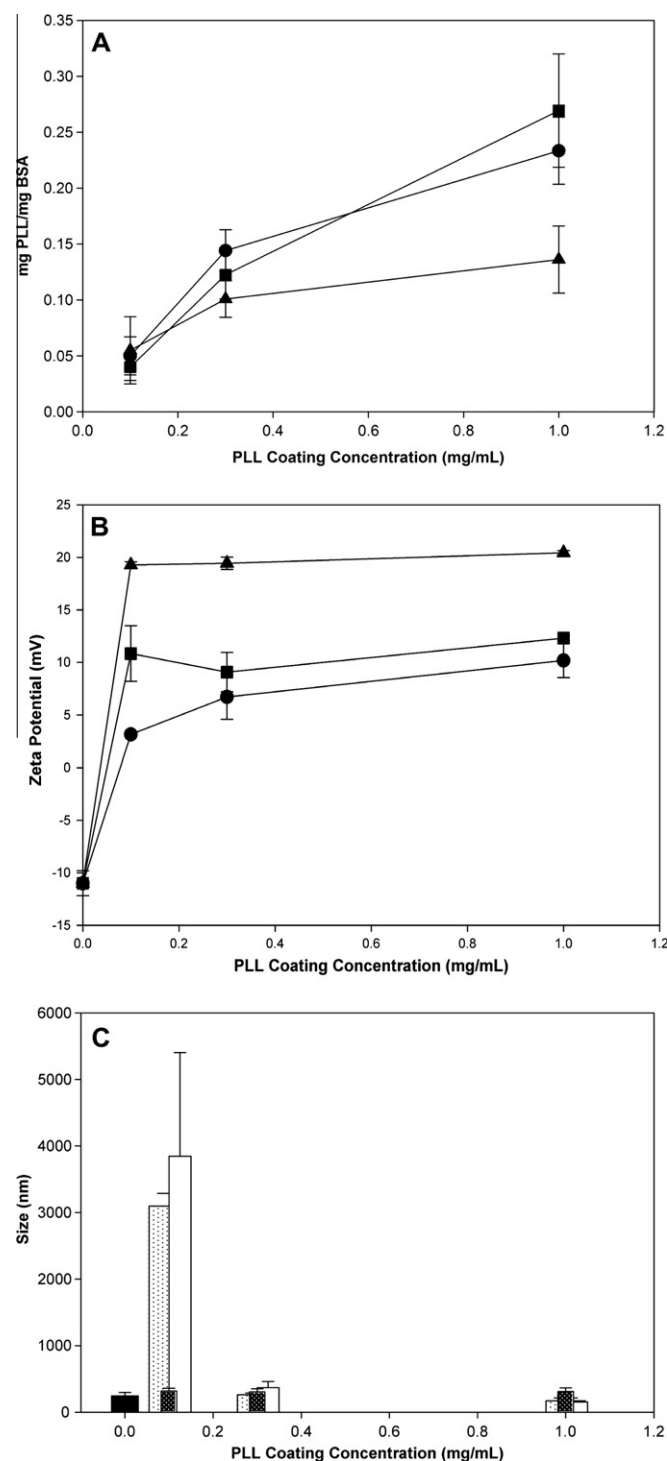 A
0.35
0.30
0.25
0.20
0.15
0.10
0.05
0.00
mg PLL/mg BSA
0.0 0.2 0.4 0.6 0.8 1.0 1.2
PLL Coating Concentration (mg/mL)
B
25
20
15
10
5
0
-5
-10
-15
Zeta Potential (mV)
0.0 0.2 0.4 0.6 0.8 1.0 1.2
PLL Coating Concentration (mg/mL)
C
6000
5000
4000
3000
2000
1000
0
Size (nm)
0.0 0.2 0.4 0.6 0.8 1.0 1.2
PLL Coating Concentration (mg/mL)